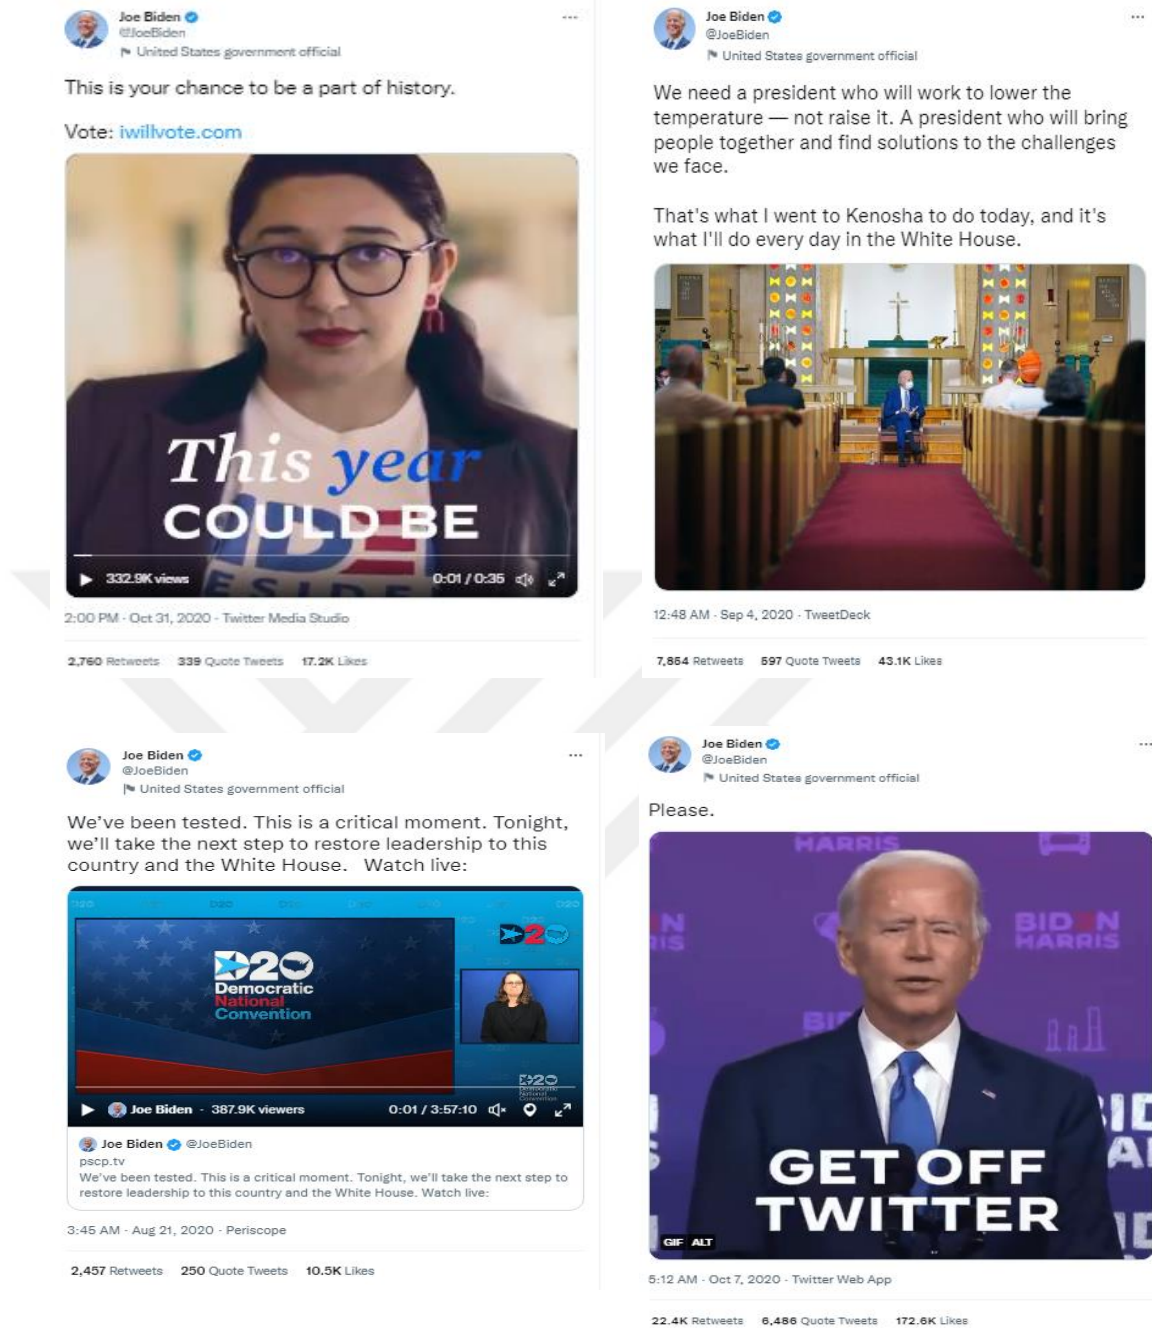 Joe Biden
@JoeBiden
United States government official
This is your chance to be a part of history.
Vote: iwillvote.com
This year
COULD BE
332.9K views
0:01 / 0:35
2:00 PM · Oct 31, 2020 · Twitter Media Studio
2,760 Retweets 339 Quote Tweets 17.2K Likes
Joe Biden
@JoeBiden
United States government official
We need a president who will work to lower the
temperature — not raise it. A president who will bring
people together and find solutions to the challenges
we face.
That's what I went to Kenosha to do today, and it's
what I'll do every day in the White House.
12:48 AM · Sep 4, 2020 · TweetDeck
7,854 Retweets 597 Quote Tweets 43.1K Likes
Joe Biden
@JoeBiden
United States government official
We've been tested. This is a critical moment. Tonight,
we'll take the next step to restore leadership to this
country and the White House. Watch live:
D20
D20
Democratic
National
Convention
D20
Joe Biden · 387.9K viewers
0:01 / 3:57:10
Joe Biden @JoeBiden
pscp.tv
We've been tested. This is a critical moment. Tonight, we'll take the next step to
restore leadership to this country and the White House. Watch live:
3:45 AM · Aug 21, 2020 · Periscope
2,457 Retweets 250 Quote Tweets 10.5K Likes
Joe Biden
@JoeBiden
United States government official
Please.
HARRIS
BIDEN
HARRIS
GET OFF
TWITTER
GIF ALT
5:12 AM · Oct 7, 2020 · Twitter Web App
22.4K Retweets 6,486 Quote Tweets 172.6K Likes